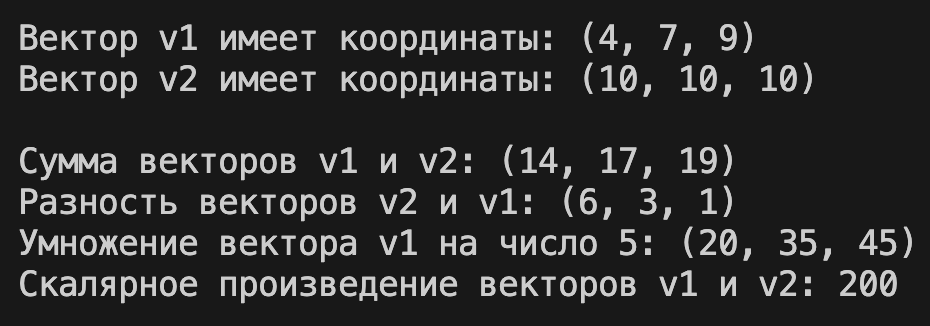 Вектор v1 имеет координаты: (4, 7, 9)
Вектор v2 имеет координаты: (10, 10, 10)
Сумма векторов v1 и v2: (14, 17, 19)
Разность векторов v2 и v1: (6, 3, 1)
Умножение вектора v1 на число 5: (20, 35, 45)
Скалярное произведение векторов v1 и v2: 200